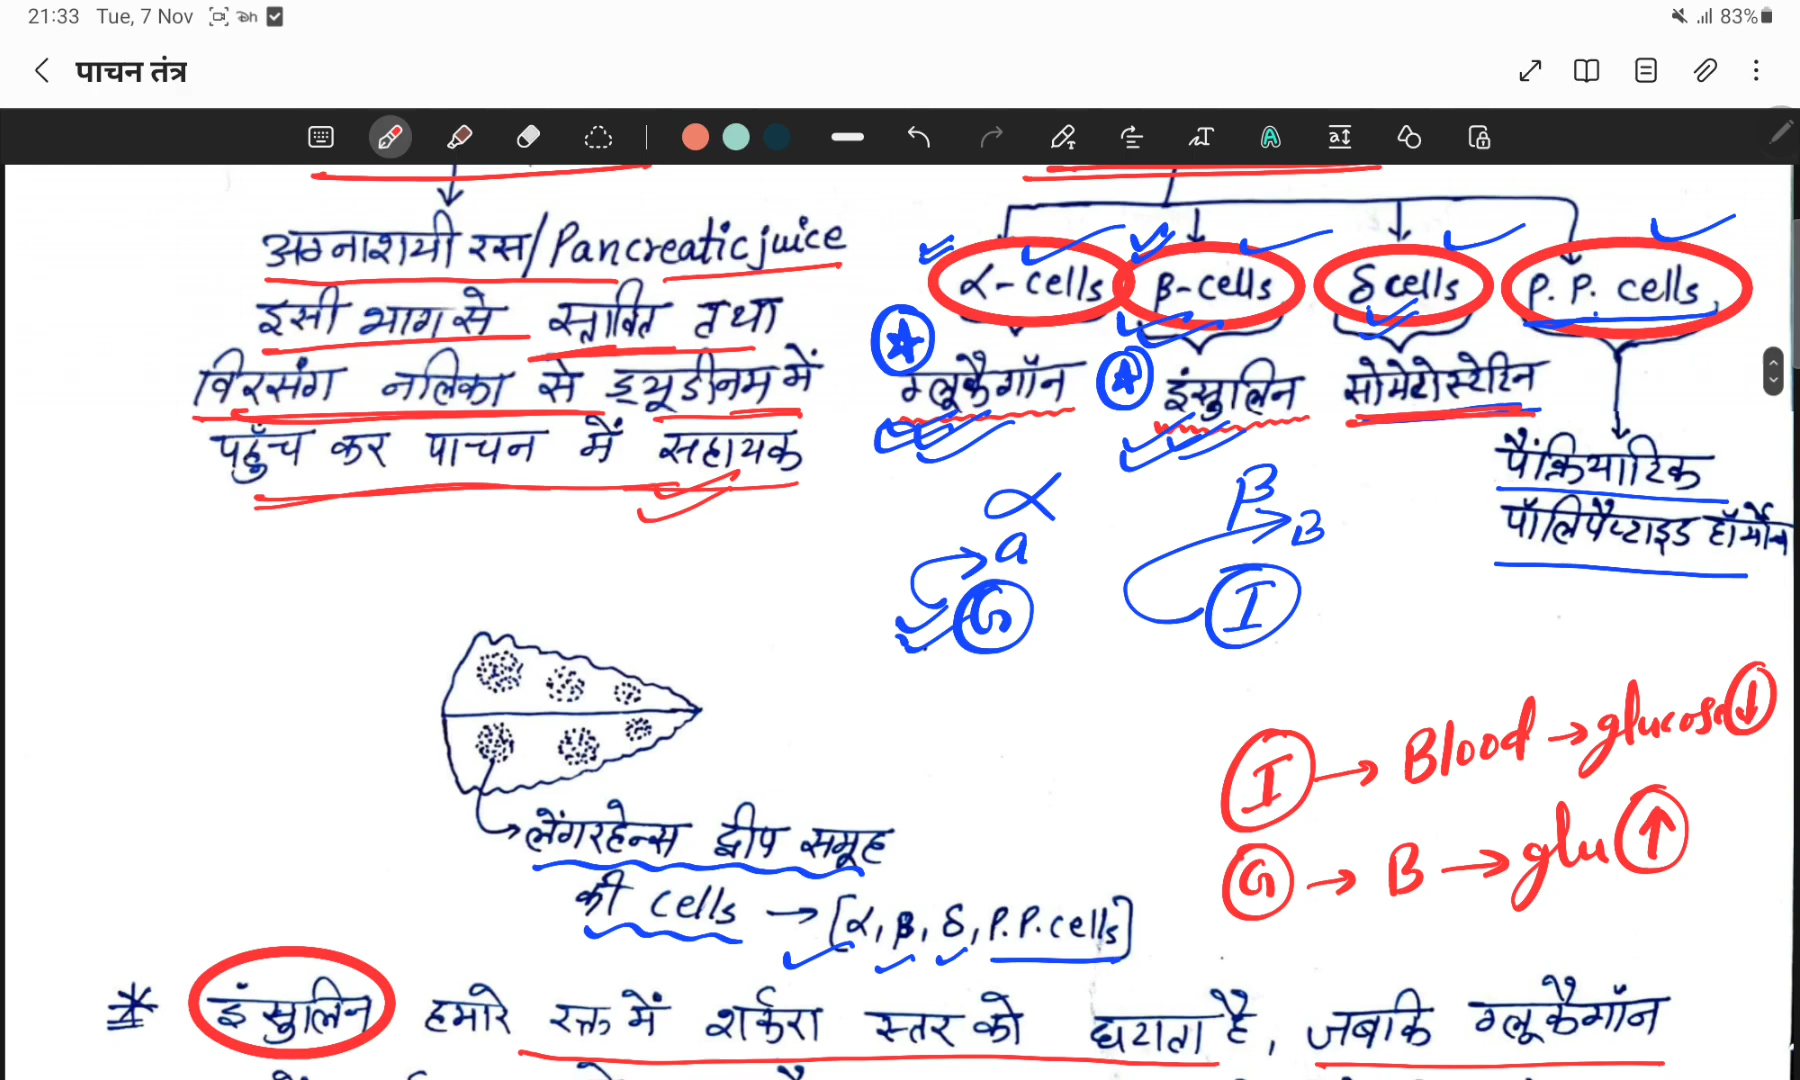 21:33 Tue, 7 Nov
83%
पाचन तंत्र
अग्नाशयी रस/Pancreatic juice
इसी भाग से स्त्रावित तथा
विरसंग नलिका से ड्यूडीनम में
पहुँच कर पाचन में सहायक
α-cells β-cells δ cells P.P. cells,
ग्लूकैगॉन इंसुलिन सोमेटोस्टेटिन
पैंक्रियाटिक
पॉलिपैप्टाइड हॉर्मोन
α β
a B
G I
I → Blood → glucose ↓
G → B → glu ↑
लेंगरहेन्स द्वीप समूह
की cells → [α, β, δ, P.P. cells]
* इंसुलिन हमारे रक्त में शर्करा स्तर को घटाता है, जबकि ग्लूकैगॉन